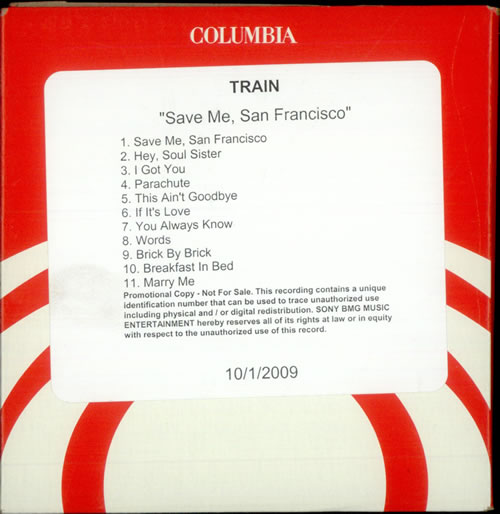 COLUMBIA
TRAIN
"Save Me, San Francisco"
1. Save Me, San Francisco
2. Hey, Soul Sister
3. I Got You
4. Parachute
5. This Ain't Goodbye
6. If It's Love
7. You Always Know
8. Words
9. Brick By Brick
10. Breakfast In Bed
11. Marry Me
Promotional Copy - Not For Sale. This recording contains a unique
identification number that can be used to trace unauthorized use
including physical and / or digital redistribution. SONY BMG MUSIC
ENTERTAINMENT hereby reserves all of its rights at law or in equity
with respect to the unauthorized use of this record.
10/1/2009